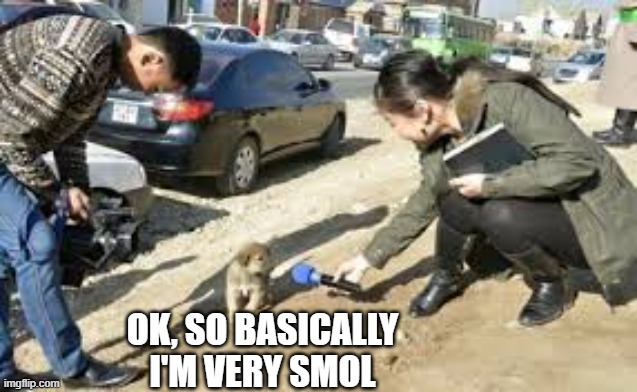 OK, SO BASICALLY
I'M VERY SMOL
imgflip.com